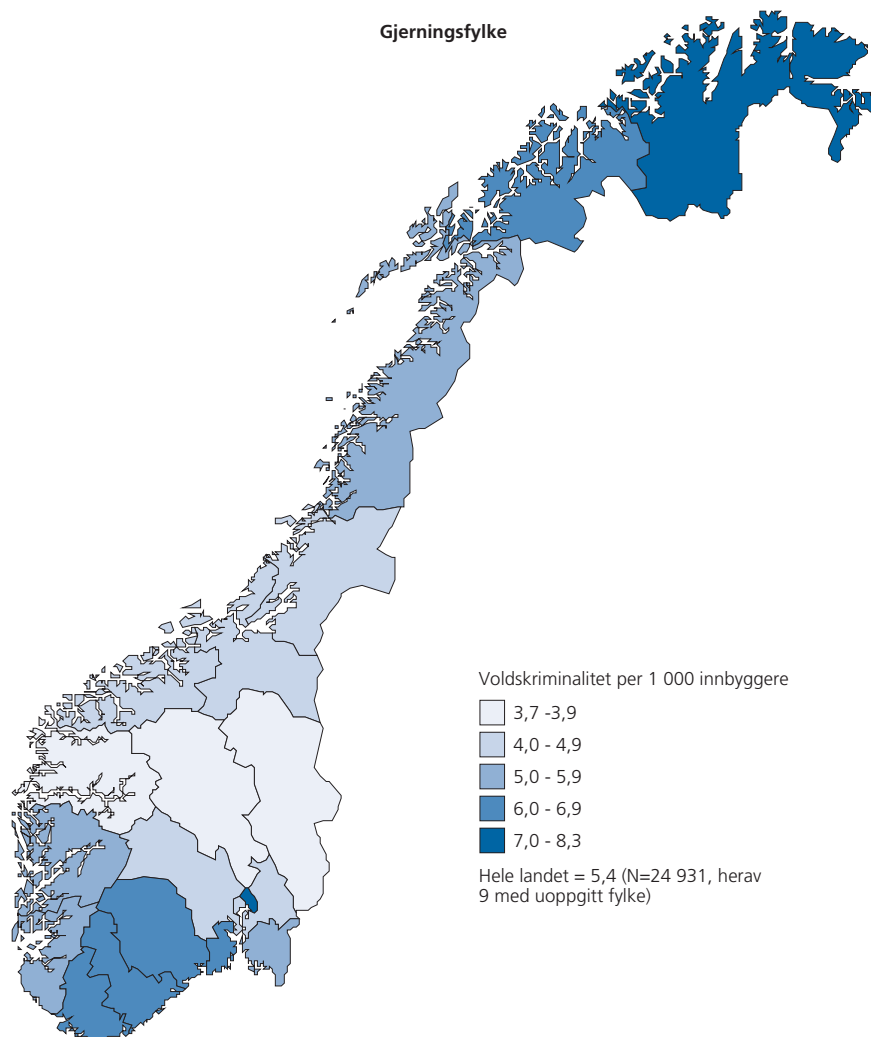 Gjerningsfylke
Voldskriminalitet per 1 000 innbyggere
3,7 -3,9
4,0 - 4,9
5,0 - 5,9
6,0 - 6,9
7,0 - 8,3
Hele landet = 5,4 (N=24 931, herav
9 med uoppgitt fylke)